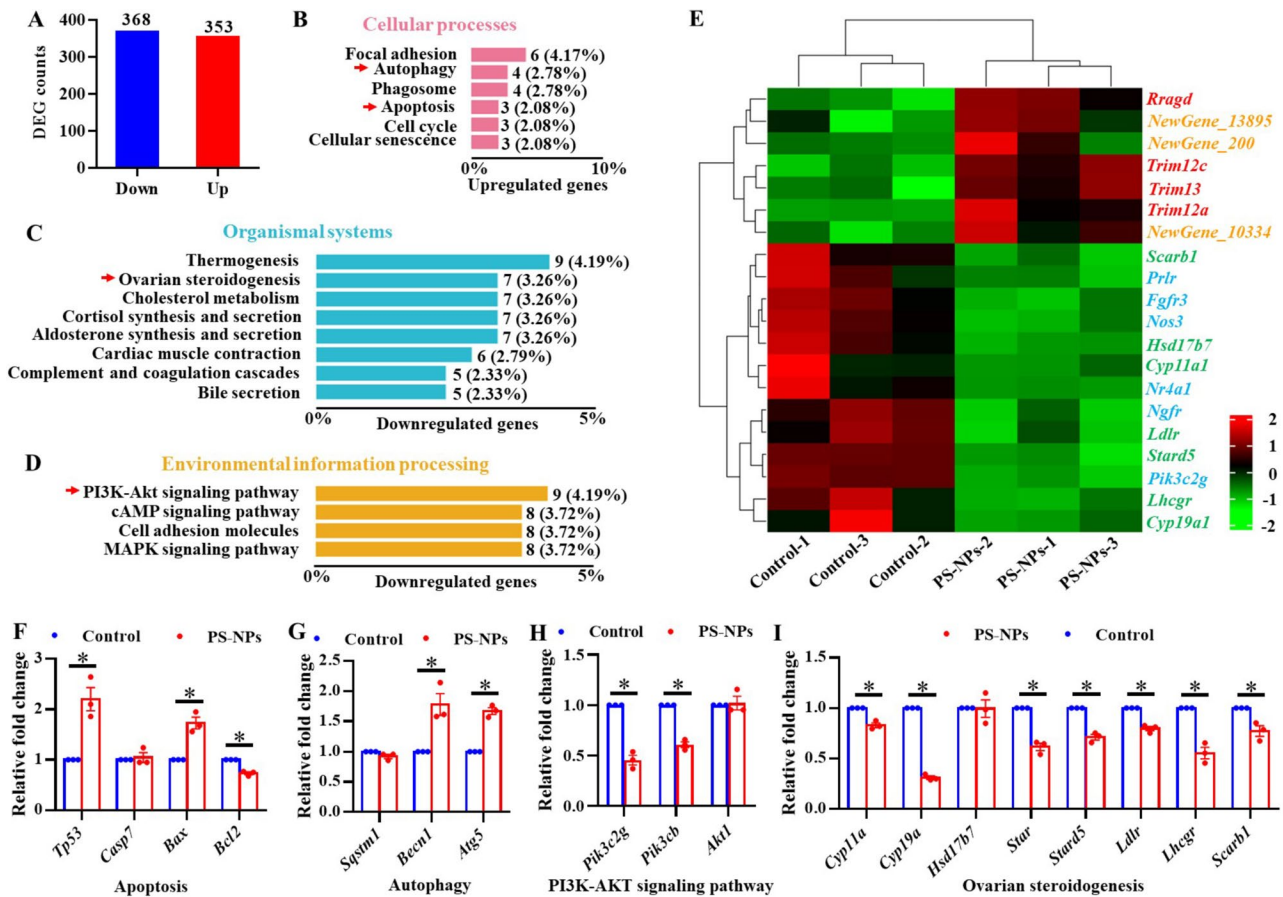 A
DEG counts
400
300
200
100
0
368
353
Down
Up
B
Cellular processes
Focal adhesion 6 (4.17%)
Autophagy 4 (2.78%)
Phagosome 4 (2.78%)
Apoptosis 3 (2.08%)
Cell cycle 3 (2.08%)
Cellular senescence 3 (2.08%)
0% 10%
Upregulated genes
C
Organismal systems
Thermogenesis 9 (4.19%)
Ovarian steroidogenesis 7 (3.26%)
Cholesterol metabolism 7 (3.26%)
Cortisol synthesis and secretion 7 (3.26%)
Aldosterone synthesis and secretion 7 (3.26%)
Cardiac muscle contraction 6 (2.79%)
Complement and coagulation cascades 5 (2.33%)
Bile secretion 5 (2.33%)
0% 5%
Downregulated genes
D
Environmental information processing
PI3K-Akt signaling pathway 9 (4.19%)
cAMP signaling pathway 8 (3.72%)
Cell adhesion molecules 8 (3.72%)
MAPK signaling pathway 8 (3.72%)
0% 5%
Downregulated genes
E
Rragd
NewGene_13895
NewGene_200
Trim12c
Trim13
Trim12a
NewGene_10334
Scarb1
Prlr
Fgfr3
Nos3
Hsd17b7
Cyp11a1
Nr4a1
Ngfr
Ldlr
Stard5
Pik3c2g
Lhcgr
Cyp19a1
2
1
0
-1
-2
Control-1
Control-3
Control-2
PS-NPs-2
PS-NPs-1
PS-NPs-3
F
Control PS-NPs
Relative fold change
3
2
1
0
* * *
Tp53
Casp7
Bax
Bcl2
Apoptosis
G
Control PS-NPs
Relative fold change
2.5
2.0
1.5
1.0
0.5
0.0
* *
Sqstm1
Becn1
Atg5
Autophagy
H
Control PS-NPs
Relative fold change
1.5
1.0
0.5
0.0
* *
Pik3c2g
Pik3cb
Akt1
PI3K-AKT signaling pathway
I
PS-NPs Control
Relative fold change
1.5
1.0
0.5
0.0
* * * * * * *
Cyp11a
Cyp19a
Hsd17b7
Star
Stard5
Ldlr
Lhcgr
Scarb1
Ovarian steroidogenesis